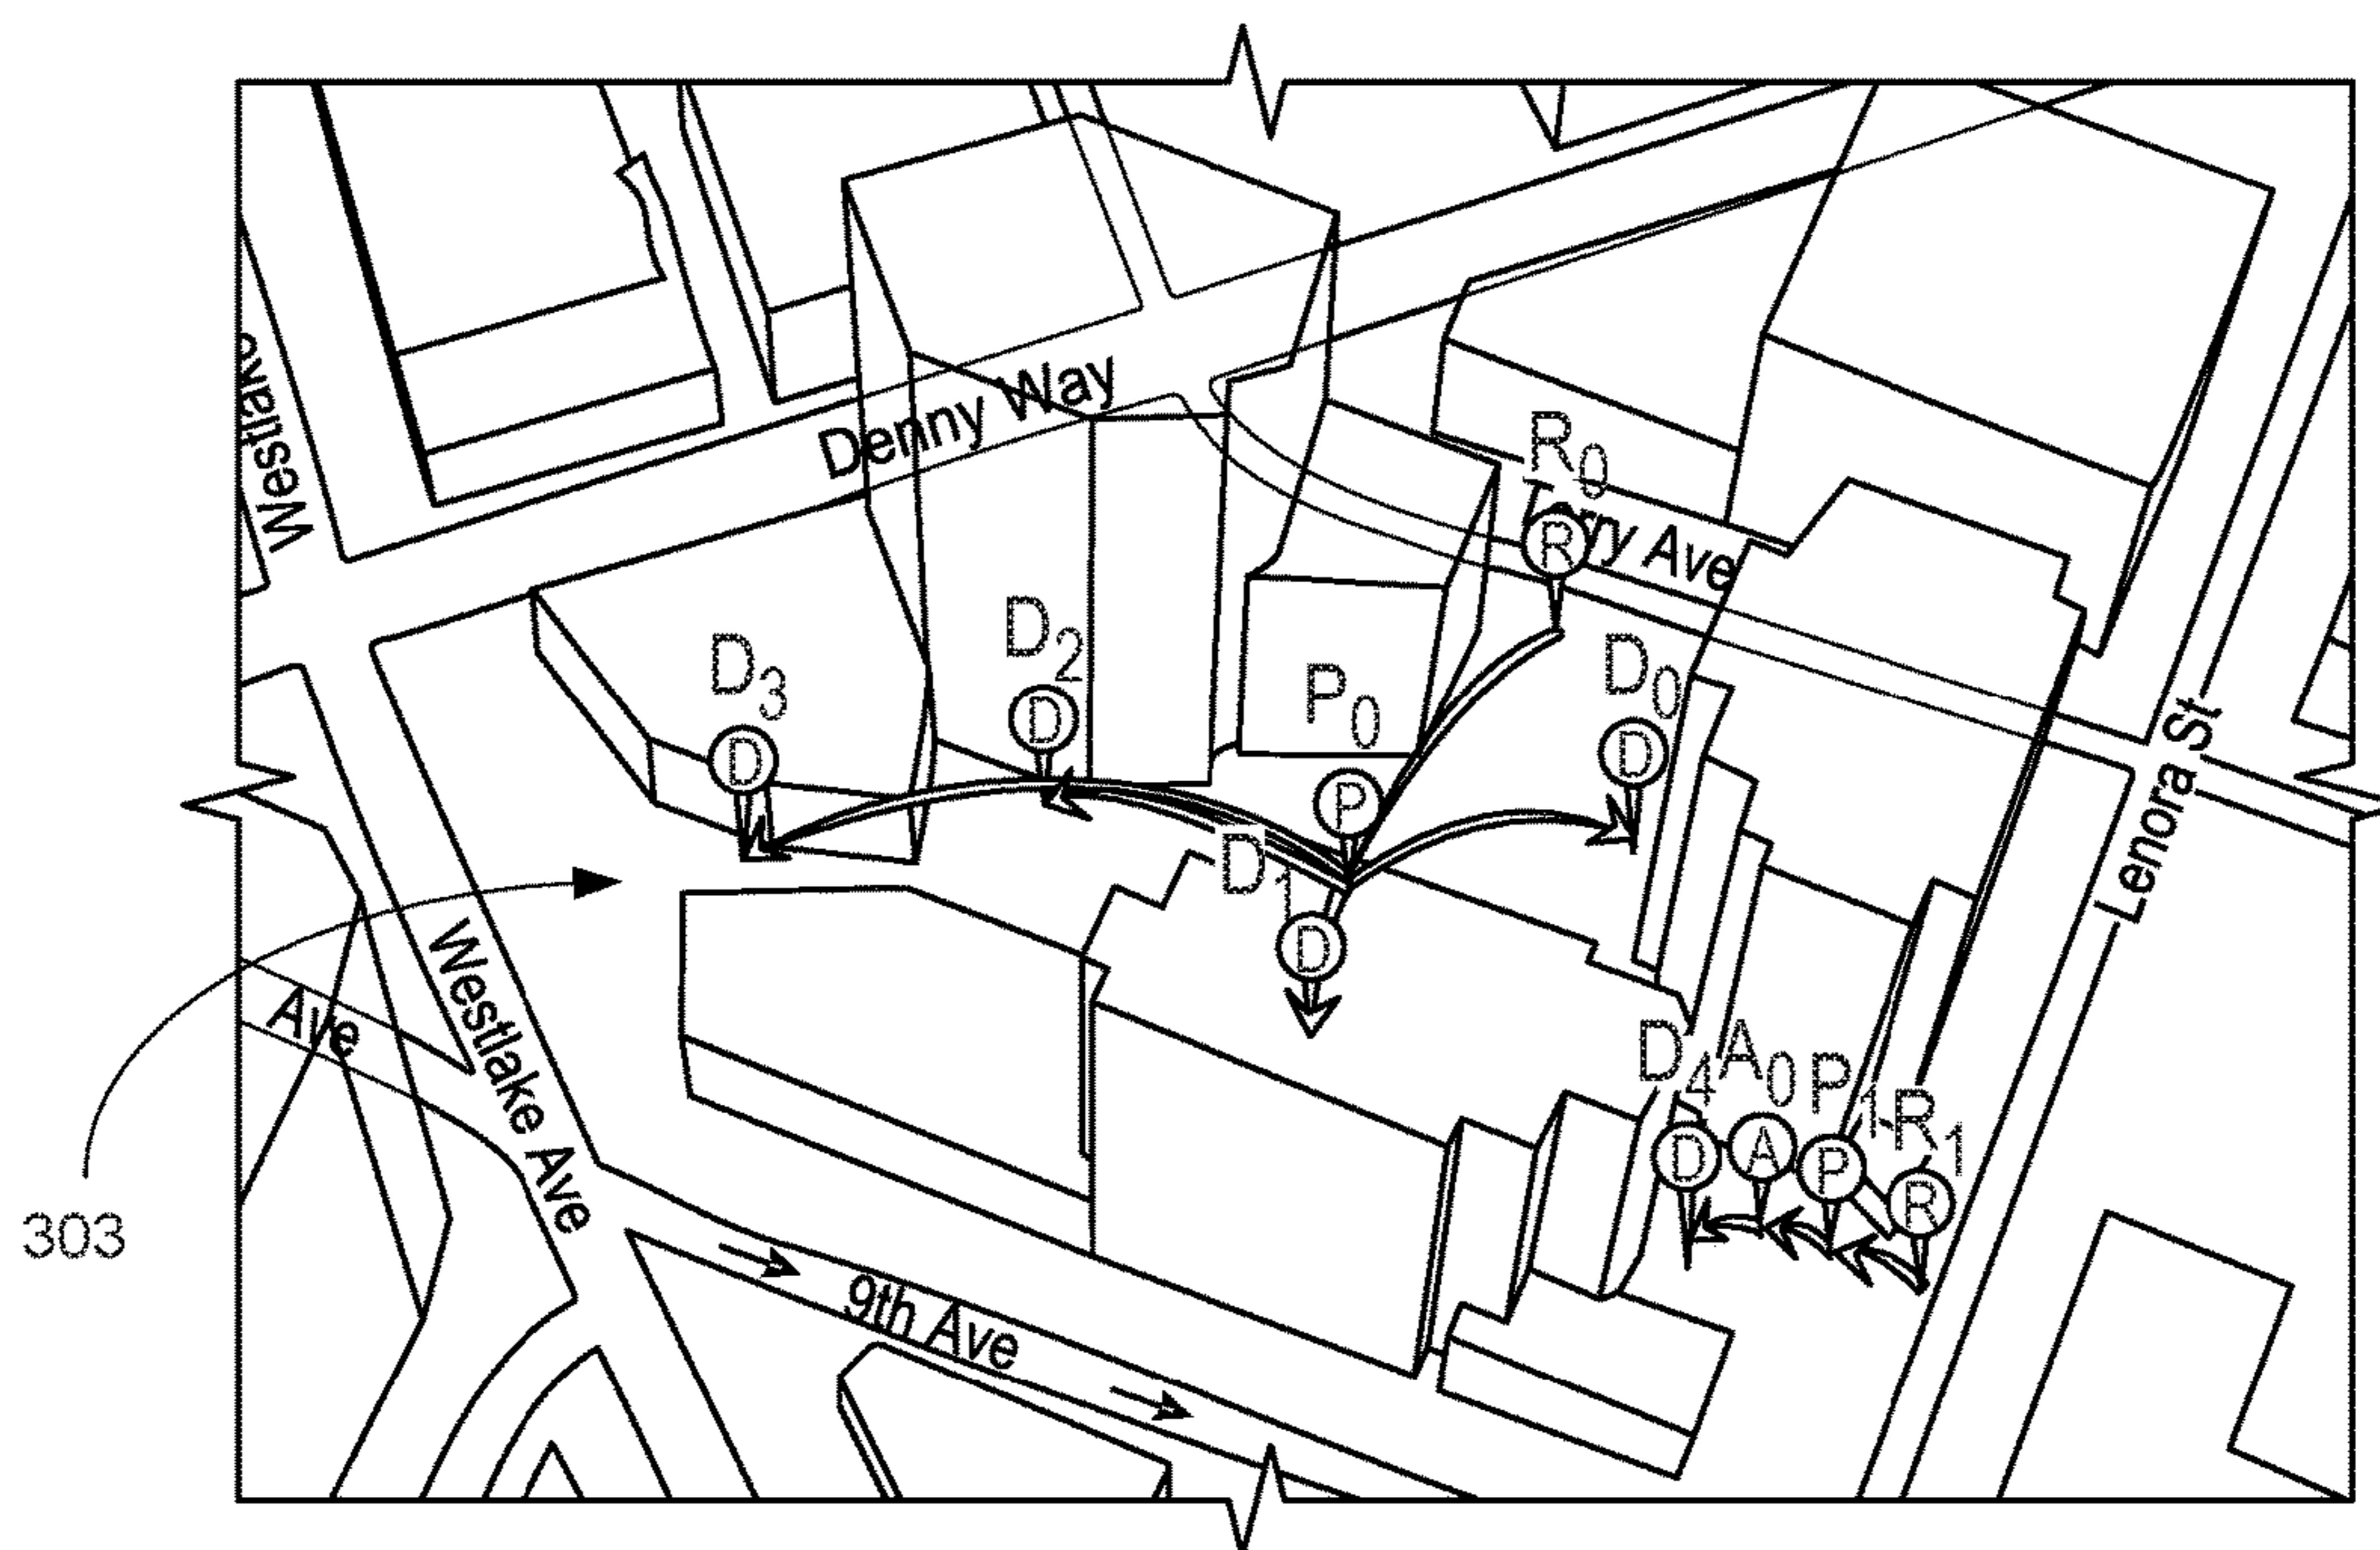 Westlake
Denny Way
R0
Terry Ave
R
D3
D2
P0
D0
D
D
P
D
D1
D
Lenora St
Westlake Ave
Ave
D4
A0
P1
R1
D
A
P
R
303
9th Ave